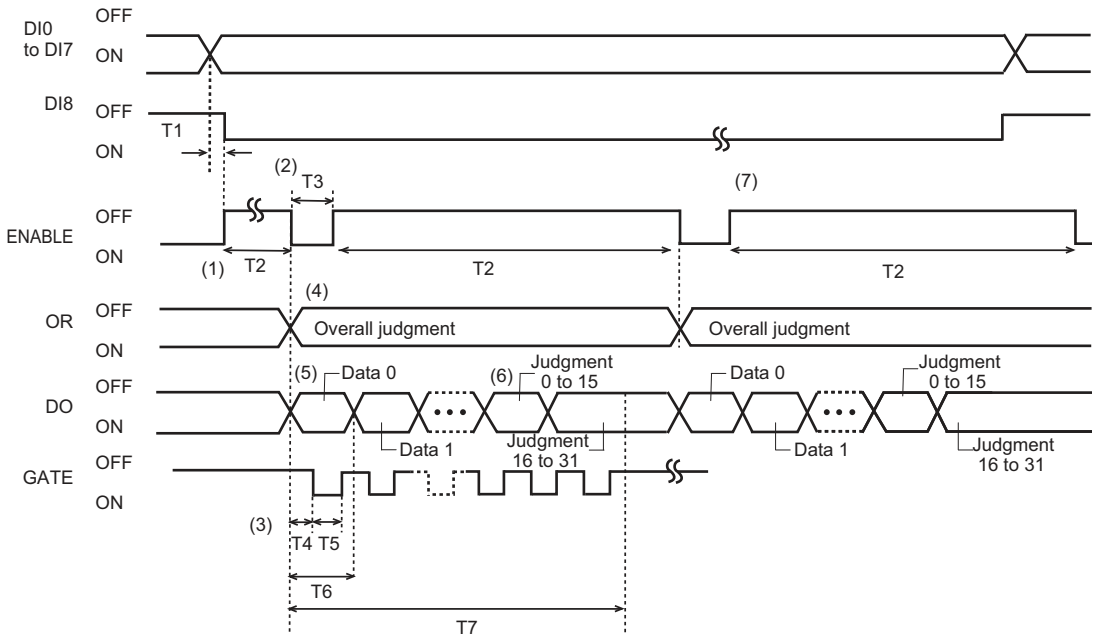 OFF
DI0
to DI7
ON
DI8
OFF
T1
ON
(2)
T3
(7)
OFF
ENABLE
ON
(1)
T2
T2
T2
(4)
OFF
OR
Overall judgment
Overall judgment
ON
(5)
Data 0
(6)
Judgment
0 to 15
Data 0
Judgment
0 to 15
OFF
DO
ON
Data 1
Judgment
16 to 31
Data 1
Judgment
16 to 31
OFF
GATE
ON
(3)
T4
T5
T6
T7